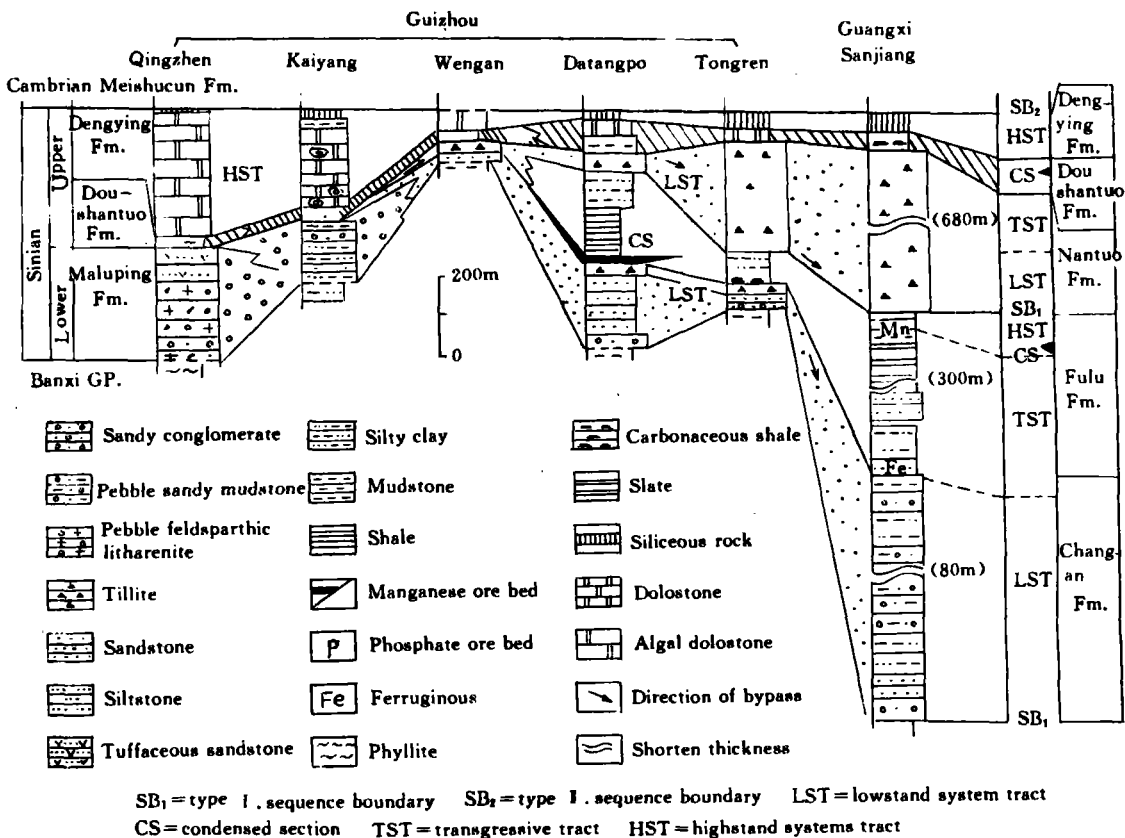 Guizhou
Guangxi
Qingzhen Kaiyang Wengan Datangpo Tongren Sanjiang
Cambrian Meishucun Fm.
Sinian
Upper
Lower
Dengying
Fm.
Dou-
shantuo
Fm.
Maluping
Fm.
Banxi GP.
HST
200m
0
CS
LST
LST
(680m)
Mn
(300m)
Fe
(80m)
SB₂
HST
CS
TST
LST
SB₁
HST
CS
TST
LST
SB₁
Deng-
ying
Fm.
Dou
shantuo
Fm.
Nantuo
Fm.
Fulu
Fm.
Chang-
an
Fm.
Sandy conglomerate
Pebble sandy mudstone
Pebble feldsparthic
litharenite
Tillite
Sandstone
Siltstone
Tuffaceous sandstone
Silty clay
Mudstone
Shale
Manganese ore bed
P Phosphate ore bed
Fe Ferruginous
Phyllite
Carbonaceous shale
Slate
Siliceous rock
Dolostone
Algal dolostone
Direction of bypass
Shorten thickness
SB₁=type I. sequence boundary SB₂=type II. sequence boundary LST=lowstand system tract
CS=condensed section TST=transgressive tract HST=highstand systems tract